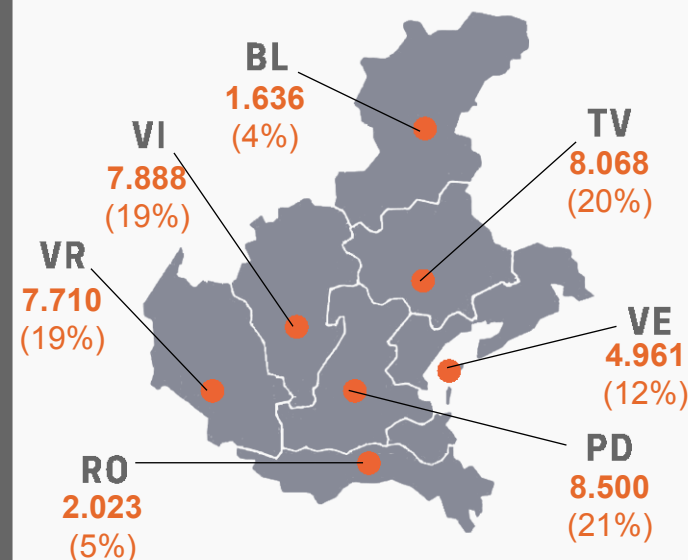 BL
1.636
(4%)
TV
8.068
(20%)
VI
7.888
(19%)
VR
7.710
(19%)
VE
4.961
(12%)
PD
8.500
(21%)
RO
2.023
(5%)